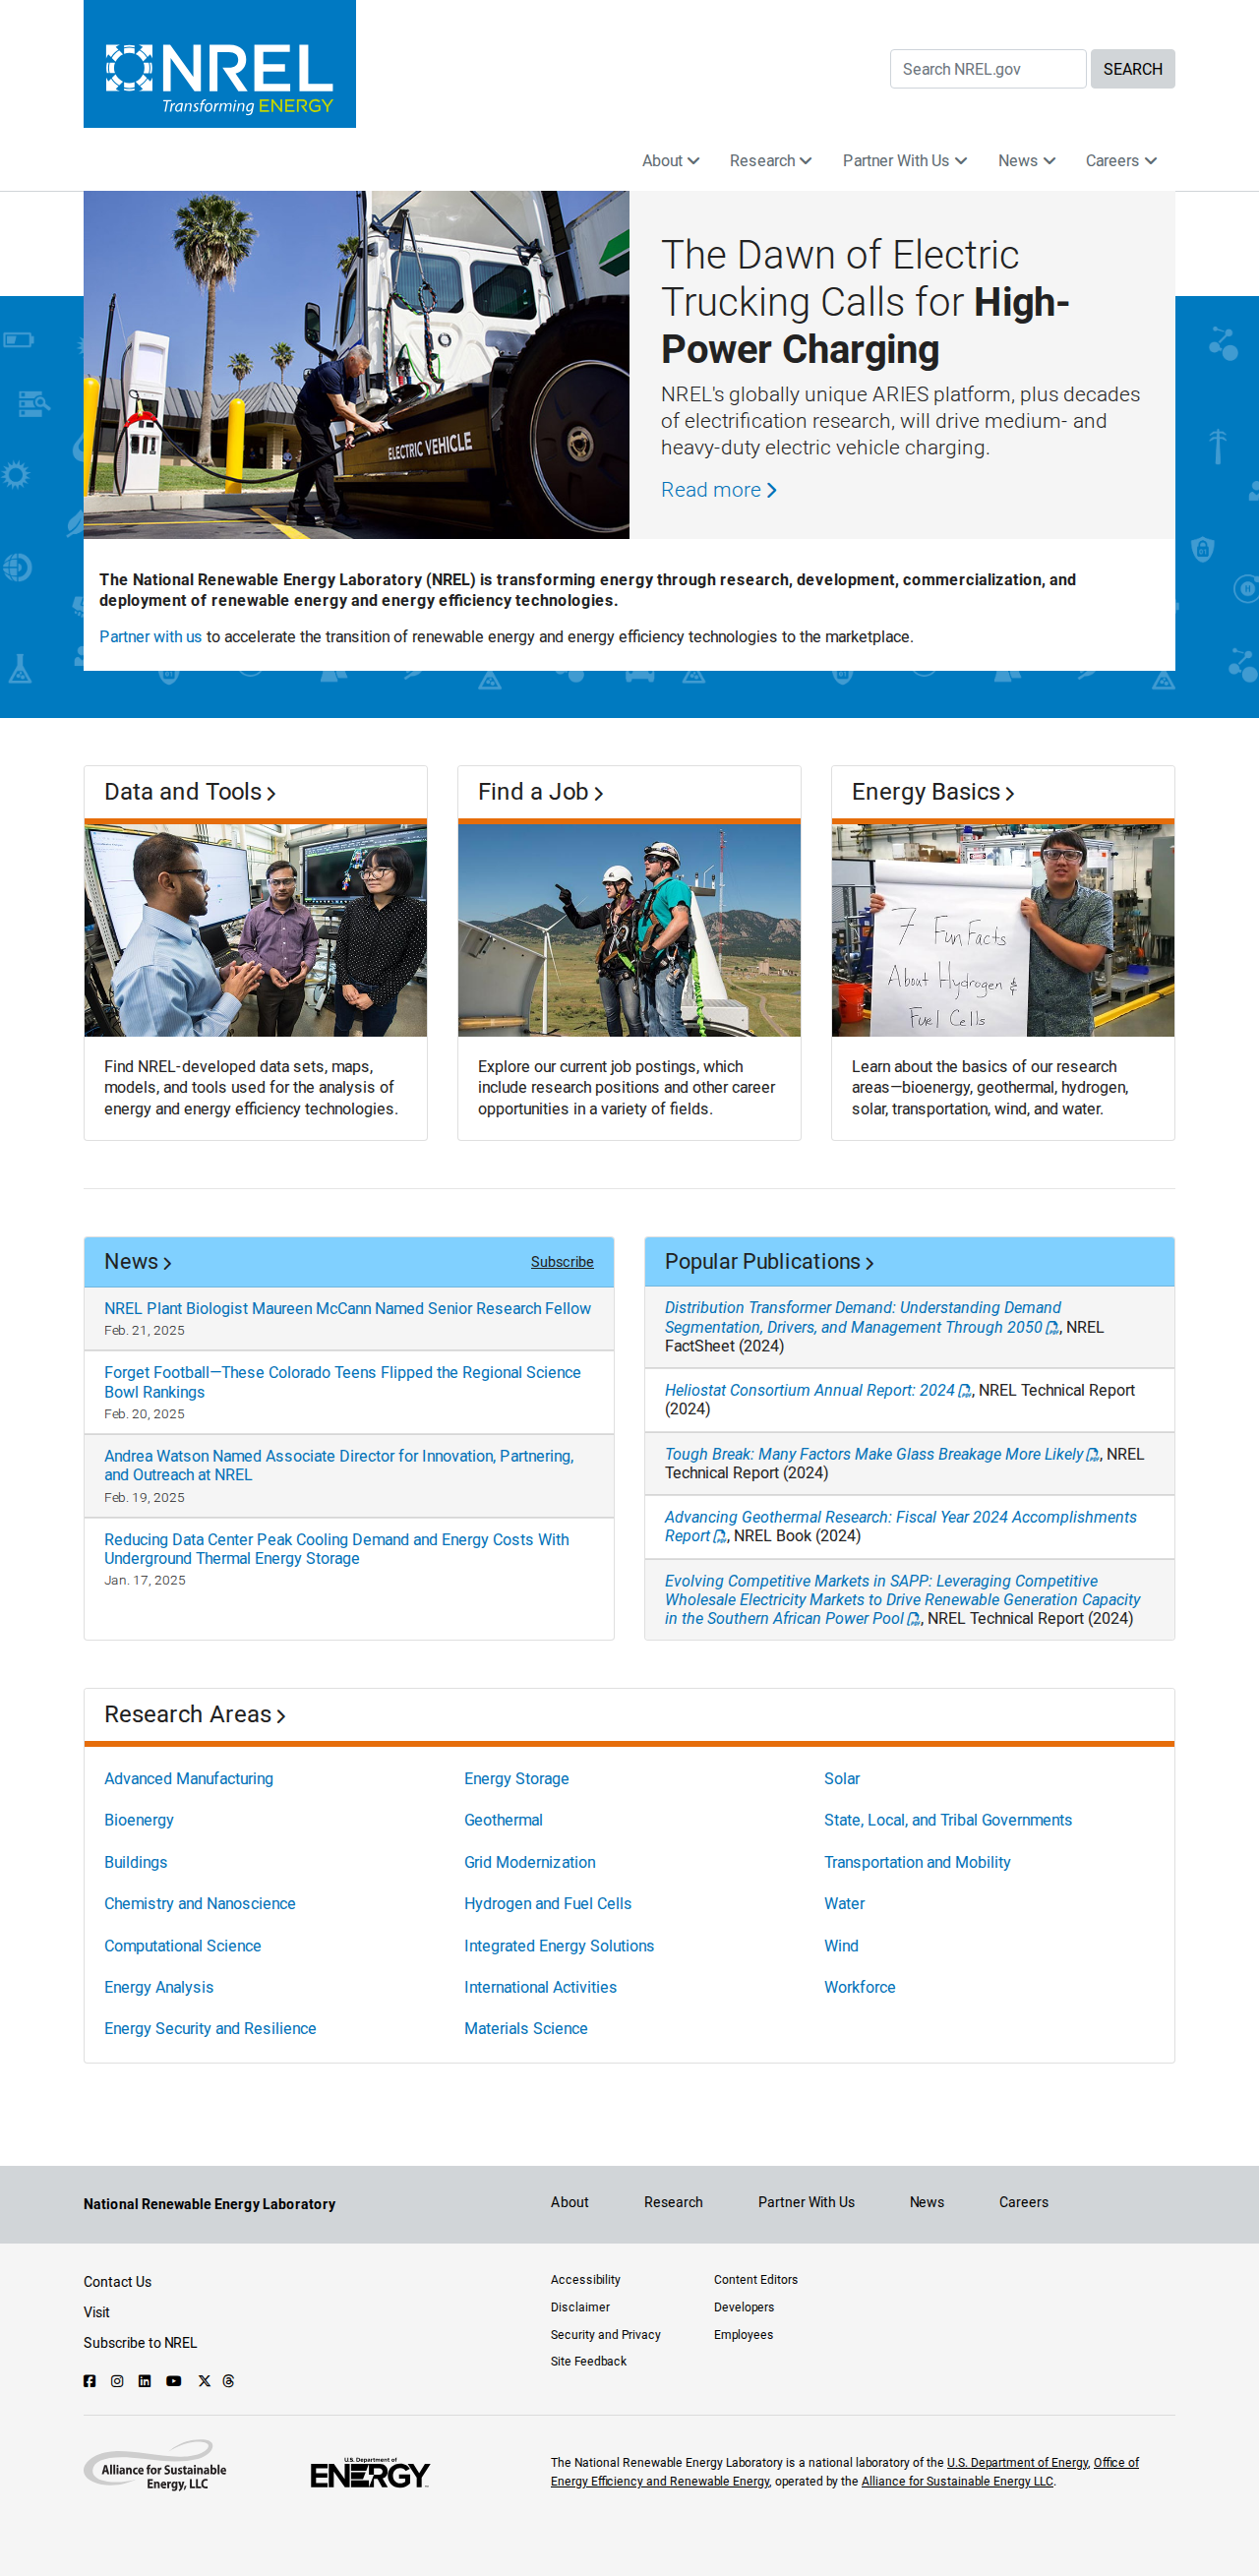 NREL
Transforming ENERGY
Search NREL.gov
SEARCH
About
Research
Partner With Us
News
Careers
ELECTRIC VEHICLE
The Dawn of Electric
Trucking Calls for High-
Power Charging
NREL's globally unique ARIES platform, plus decades
of electrification research, will drive medium- and
heavy-duty electric vehicle charging.
Read more
The National Renewable Energy Laboratory (NREL) is transforming energy through research, development, commercialization, and
deployment of renewable energy and energy efficiency technologies.
Partner with us to accelerate the transition of renewable energy and energy efficiency technologies to the marketplace.
Data and Tools
Find NREL-developed data sets, maps,
models, and tools used for the analysis of
energy and energy efficiency technologies.
Find a Job
Explore our current job postings, which
include research positions and other career
opportunities in a variety of fields.
Energy Basics
7 Fun Facts
About Hydrogen &
Fuel Cells
Learn about the basics of our research
areas—bioenergy, geothermal, hydrogen,
solar, transportation, wind, and water.
News
Subscribe
NREL Plant Biologist Maureen McCann Named Senior Research Fellow
Feb. 21, 2025
Forget Football—These Colorado Teens Flipped the Regional Science
Bowl Rankings
Feb. 20, 2025
Andrea Watson Named Associate Director for Innovation, Partnering,
and Outreach at NREL
Feb. 19, 2025
Reducing Data Center Peak Cooling Demand and Energy Costs With
Underground Thermal Energy Storage
Jan. 17, 2025
Popular Publications
Distribution Transformer Demand: Understanding Demand
Segmentation, Drivers, and Management Through 2050, NREL
FactSheet (2024)
Heliostat Consortium Annual Report: 2024, NREL Technical Report
(2024)
Tough Break: Many Factors Make Glass Breakage More Likely, NREL
Technical Report (2024)
Advancing Geothermal Research: Fiscal Year 2024 Accomplishments
Report, NREL Book (2024)
Evolving Competitive Markets in SAPP: Leveraging Competitive
Wholesale Electricity Markets to Drive Renewable Generation Capacity
in the Southern African Power Pool, NREL Technical Report (2024)
Research Areas
Advanced Manufacturing
Bioenergy
Buildings
Chemistry and Nanoscience
Computational Science
Energy Analysis
Energy Security and Resilience
Energy Storage
Geothermal
Grid Modernization
Hydrogen and Fuel Cells
Integrated Energy Solutions
International Activities
Materials Science
Solar
State, Local, and Tribal Governments
Transportation and Mobility
Water
Wind
Workforce
National Renewable Energy Laboratory
About
Research
Partner With Us
News
Careers
Contact Us
Visit
Subscribe to NREL
Accessibility
Disclaimer
Security and Privacy
Site Feedback
Content Editors
Developers
Employees
Alliance for Sustainable
Energy, LLC
U.S. Department of
ENERGY
The National Renewable Energy Laboratory is a national laboratory of the U.S. Department of Energy, Office of
Energy Efficiency and Renewable Energy, operated by the Alliance for Sustainable Energy LLC.